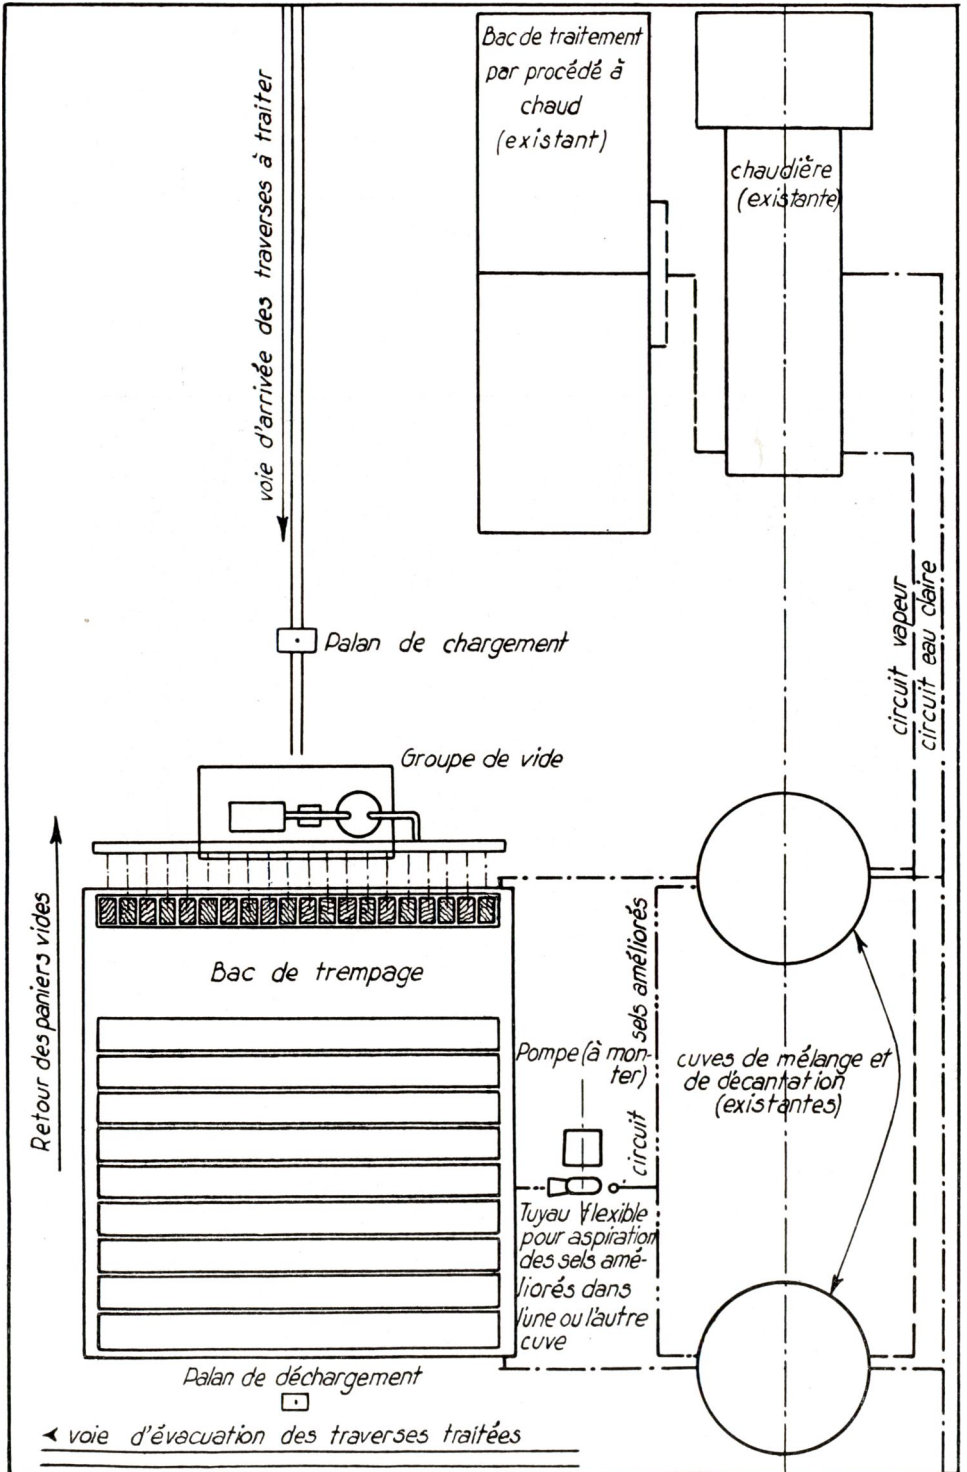 Bac de traitement
par procédé à
chaud
(existant)
chaudière
(existante)
voie d'arrivée des traverses à traiter
Palan de chargement
circuit vapeur
circuit eau claire
Groupe de vide
Retour des paniers vides
Bac de trempage
circuit sels améliorés
Pompe (à mon-
ter)
cuves de mélange et
de décantation
(existantes)
Tuyau flexible
pour aspiration
des sels amé-
liorés dans
l'une ou l'autre
cuve
Palan de déchargement
voie d'évacuation des traverses traitées